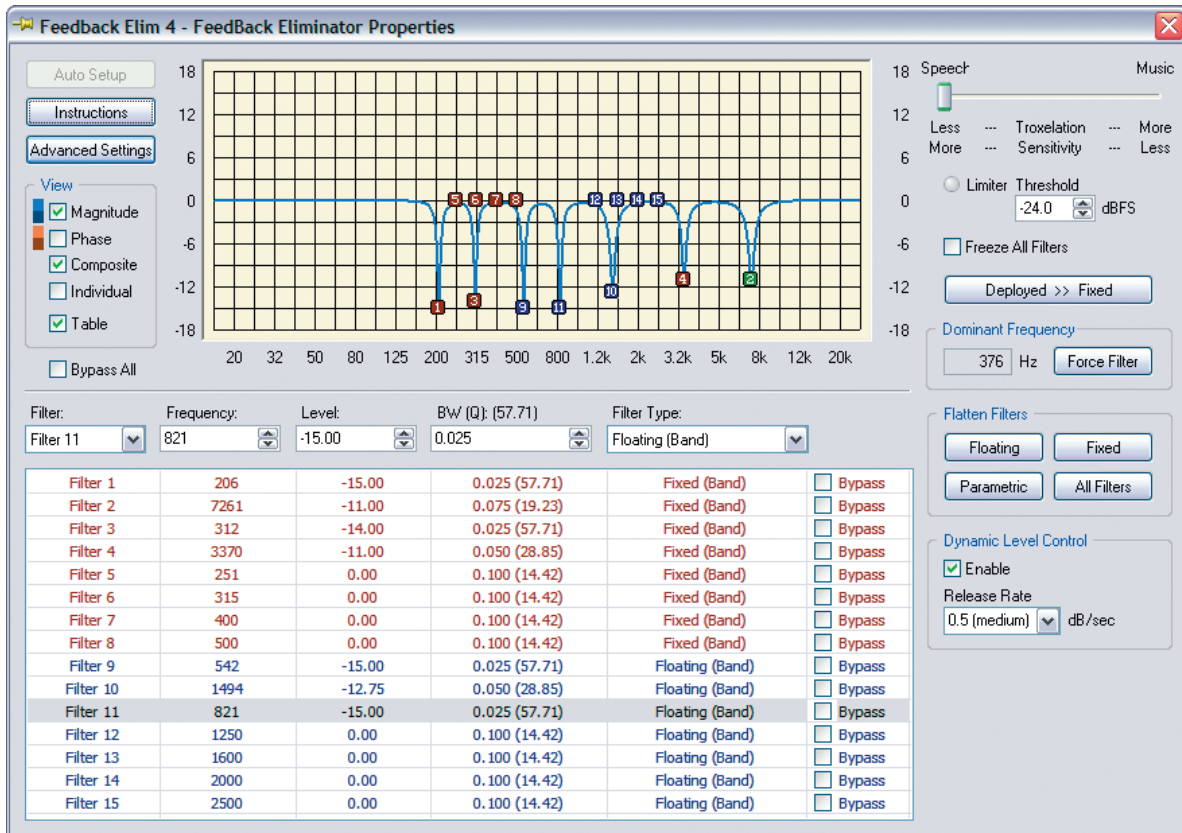 Feedback Elim 4 - FeedBack Eliminator Properties
Auto Setup
Instructions
Advanced Settings
View
Magnitude
Phase
Composite
Individual
Table
Bypass All
18
12
6
0
-6
-12
-18
5 6 7 8 12 13 14 15
1 3 9 11 10 4 2
20 32 50 80 125 200 315 500 800 1.2k 2k 3.2k 5k 8k 12k 20k
18
12
6
0
-6
-12
-18
Speech Music
Less --- Troxelation --- More
More --- Sensitivity --- Less
Limiter Threshold
-24.0 dBFS
Freeze All Filters
Deployed >> Fixed
Dominant Frequency
376 Hz Force Filter
Flatten Filters
Floating Fixed
Parametric All Filters
Dynamic Level Control
Enable
Release Rate
0.5 (medium) dB/sec
Filter: Frequency: Level: BW (Q): (57.71) Filter Type:
Filter 11 821 -15.00 0.025 Floating (Band)
Filter 1 206 -15.00 0.025 (57.71) Fixed (Band) Bypass
Filter 2 7261 -11.00 0.075 (19.23) Fixed (Band) Bypass
Filter 3 312 -14.00 0.025 (57.71) Fixed (Band) Bypass
Filter 4 3370 -11.00 0.050 (28.85) Fixed (Band) Bypass
Filter 5 251 0.00 0.100 (14.42) Fixed (Band) Bypass
Filter 6 315 0.00 0.100 (14.42) Fixed (Band) Bypass
Filter 7 400 0.00 0.100 (14.42) Fixed (Band) Bypass
Filter 8 500 0.00 0.100 (14.42) Fixed (Band) Bypass
Filter 9 542 -15.00 0.025 (57.71) Floating (Band) Bypass
Filter 10 1494 -12.75 0.050 (28.85) Floating (Band) Bypass
Filter 11 821 -15.00 0.025 (57.71) Floating (Band) Bypass
Filter 12 1250 0.00 0.100 (14.42) Floating (Band) Bypass
Filter 13 1600 0.00 0.100 (14.42) Floating (Band) Bypass
Filter 14 2000 0.00 0.100 (14.42) Floating (Band) Bypass
Filter 15 2500 0.00 0.100 (14.42) Floating (Band) Bypass